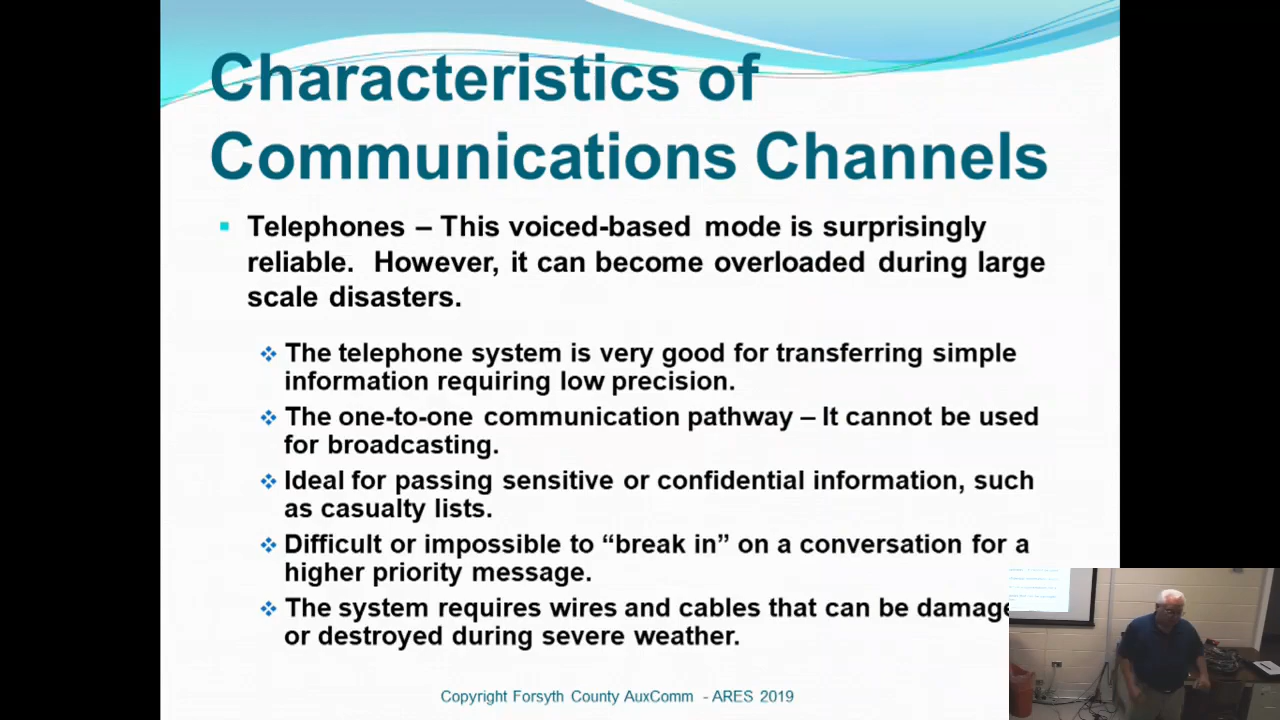 Characteristics of
Communications Channels
Telephones – This voiced-based mode is surprisingly
reliable. However, it can become overloaded during large
scale disasters.
The telephone system is very good for transferring simple
information requiring low precision.
The one-to-one communication pathway – It cannot be used
for broadcasting.
Ideal for passing sensitive or confidential information, such
as casualty lists.
Difficult or impossible to “break in” on a conversation for a
higher priority message.
The system requires wires and cables that can be damage
or destroyed during severe weather.
Copyright Forsyth County AuxComm - ARES 2019